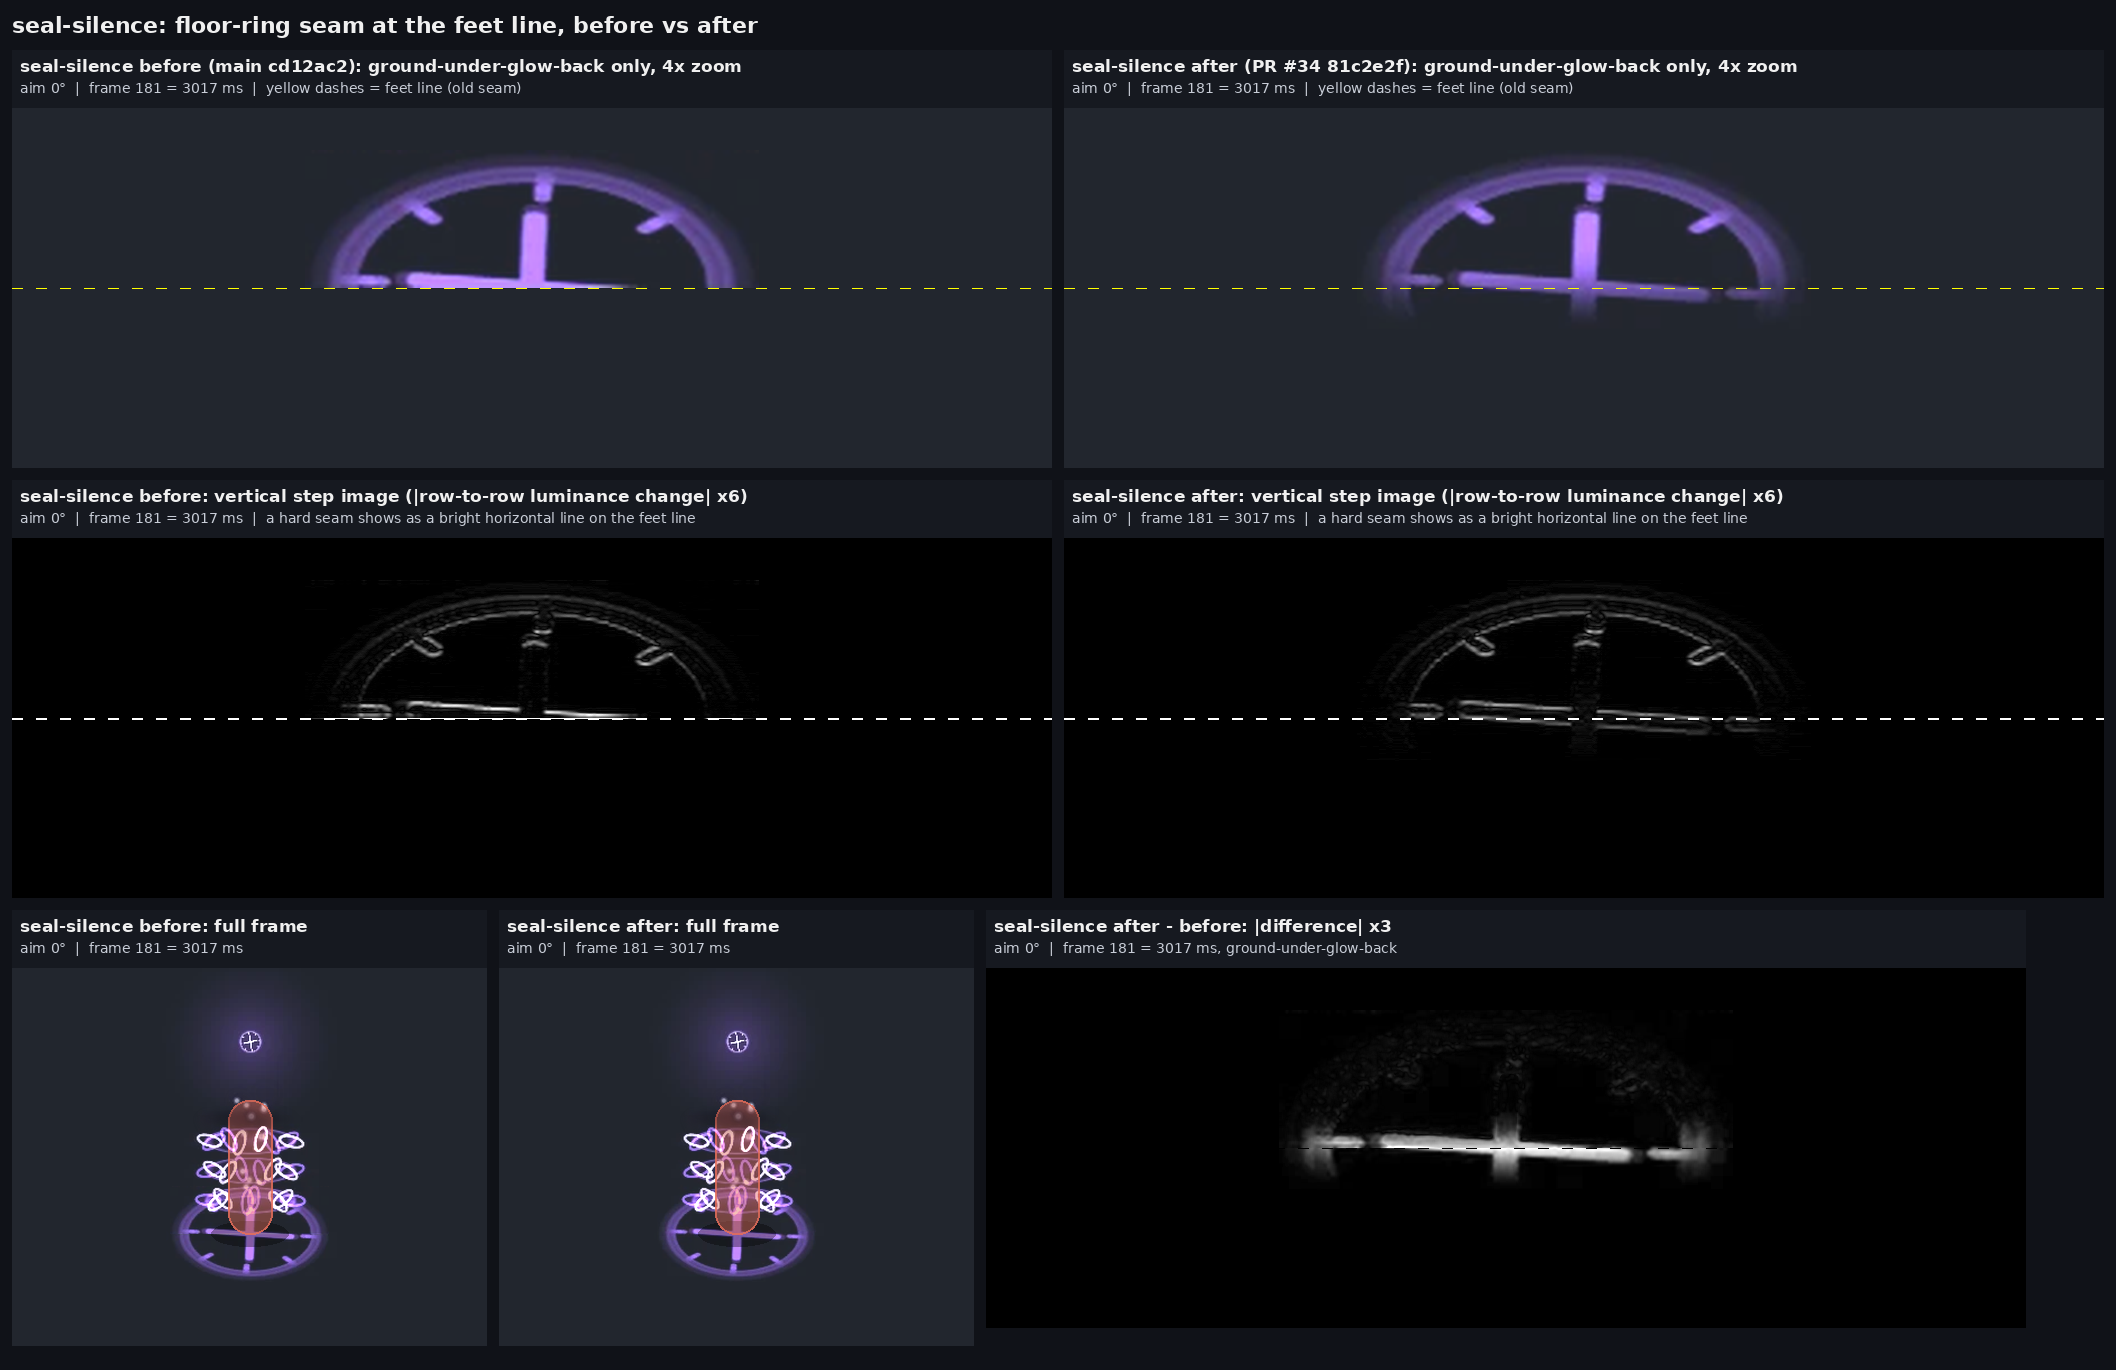 seal-silence: floor-ring seam at the feet line, before vs after
seal-silence before (main cd12ac2): ground-under-glow-back only, 4x zoom
aim 0° | frame 181 = 3017 ms | yellow dashes = feet line (old seam)
seal-silence after (PR #34 81c2e2f): ground-under-glow-back only, 4x zoom
aim 0° | frame 181 = 3017 ms | yellow dashes = feet line (old seam)
seal-silence before: vertical step image (|row-to-row luminance change| x6)
aim 0° | frame 181 = 3017 ms | a hard seam shows as a bright horizontal line on the feet line
seal-silence after: vertical step image (|row-to-row luminance change| x6)
aim 0° | frame 181 = 3017 ms | a hard seam shows as a bright horizontal line on the feet line
seal-silence before: full frame
aim 0° | frame 181 = 3017 ms
seal-silence after: full frame
aim 0° | frame 181 = 3017 ms
seal-silence after - before: |difference| x3
aim 0° | frame 181 = 3017 ms, ground-under-glow-back